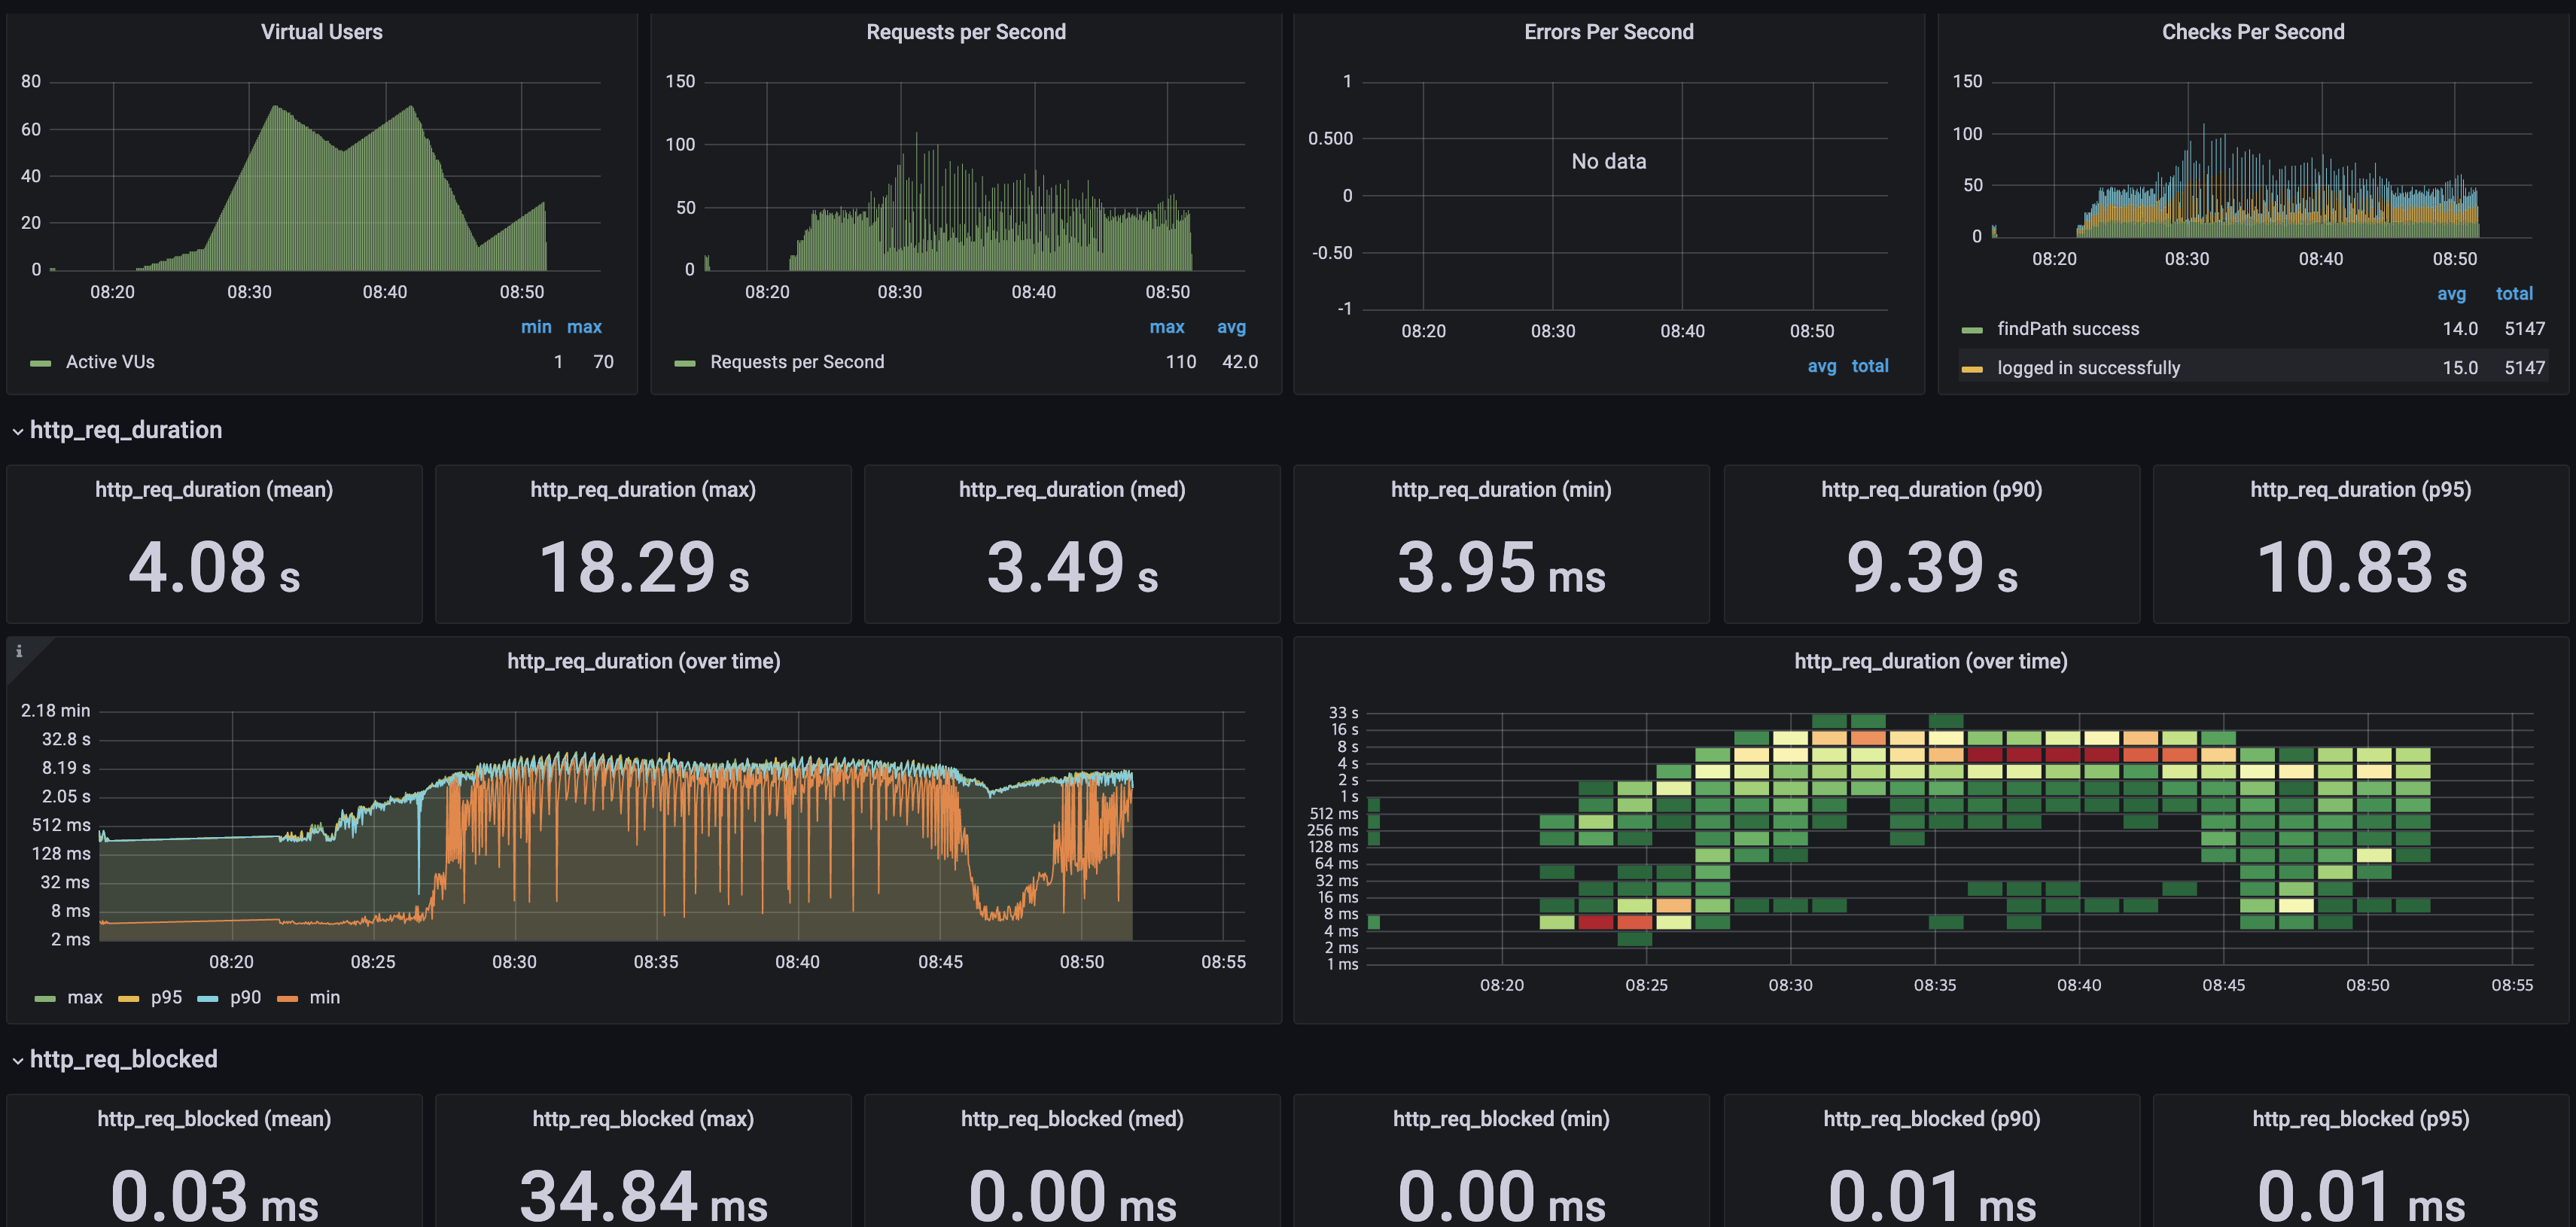 Virtual Users
80
60
40
20
0
08:20 08:30 08:40 08:50
min max
Active VUs 1 70
Requests per Second
150
100
50
0
08:20 08:30 08:40 08:50
max avg
Requests per Second 110 42.0
Errors Per Second
1
0.500
0
-0.50
-1
No data
08:20 08:30 08:40 08:50
avg total
Checks Per Second
150
100
50
0
08:20 08:30 08:40 08:50
avg total
findPath success 14.0 5147
logged in successfully 15.0 5147
http_req_duration
http_req_duration (mean)
4.08 s
http_req_duration (max)
18.29 s
http_req_duration (med)
3.49 s
http_req_duration (min)
3.95 ms
http_req_duration (p90)
9.39 s
http_req_duration (p95)
10.83 s
i
http_req_duration (over time)
2.18 min
32.8 s
8.19 s
2.05 s
512 ms
128 ms
32 ms
8 ms
2 ms
08:20 08:25 08:30 08:35 08:40 08:45 08:50 08:55
max p95 p90 min
http_req_duration (over time)
33 s
16 s
8 s
4 s
2 s
1 s
512 ms
256 ms
128 ms
64 ms
32 ms
16 ms
8 ms
4 ms
2 ms
1 ms
08:20 08:25 08:30 08:35 08:40 08:45 08:50 08:55
http_req_blocked
http_req_blocked (mean)
0.03 ms
http_req_blocked (max)
34.84 ms
http_req_blocked (med)
0.00 ms
http_req_blocked (min)
0.00 ms
http_req_blocked (p90)
0.01 ms
http_req_blocked (p95)
0.01 ms